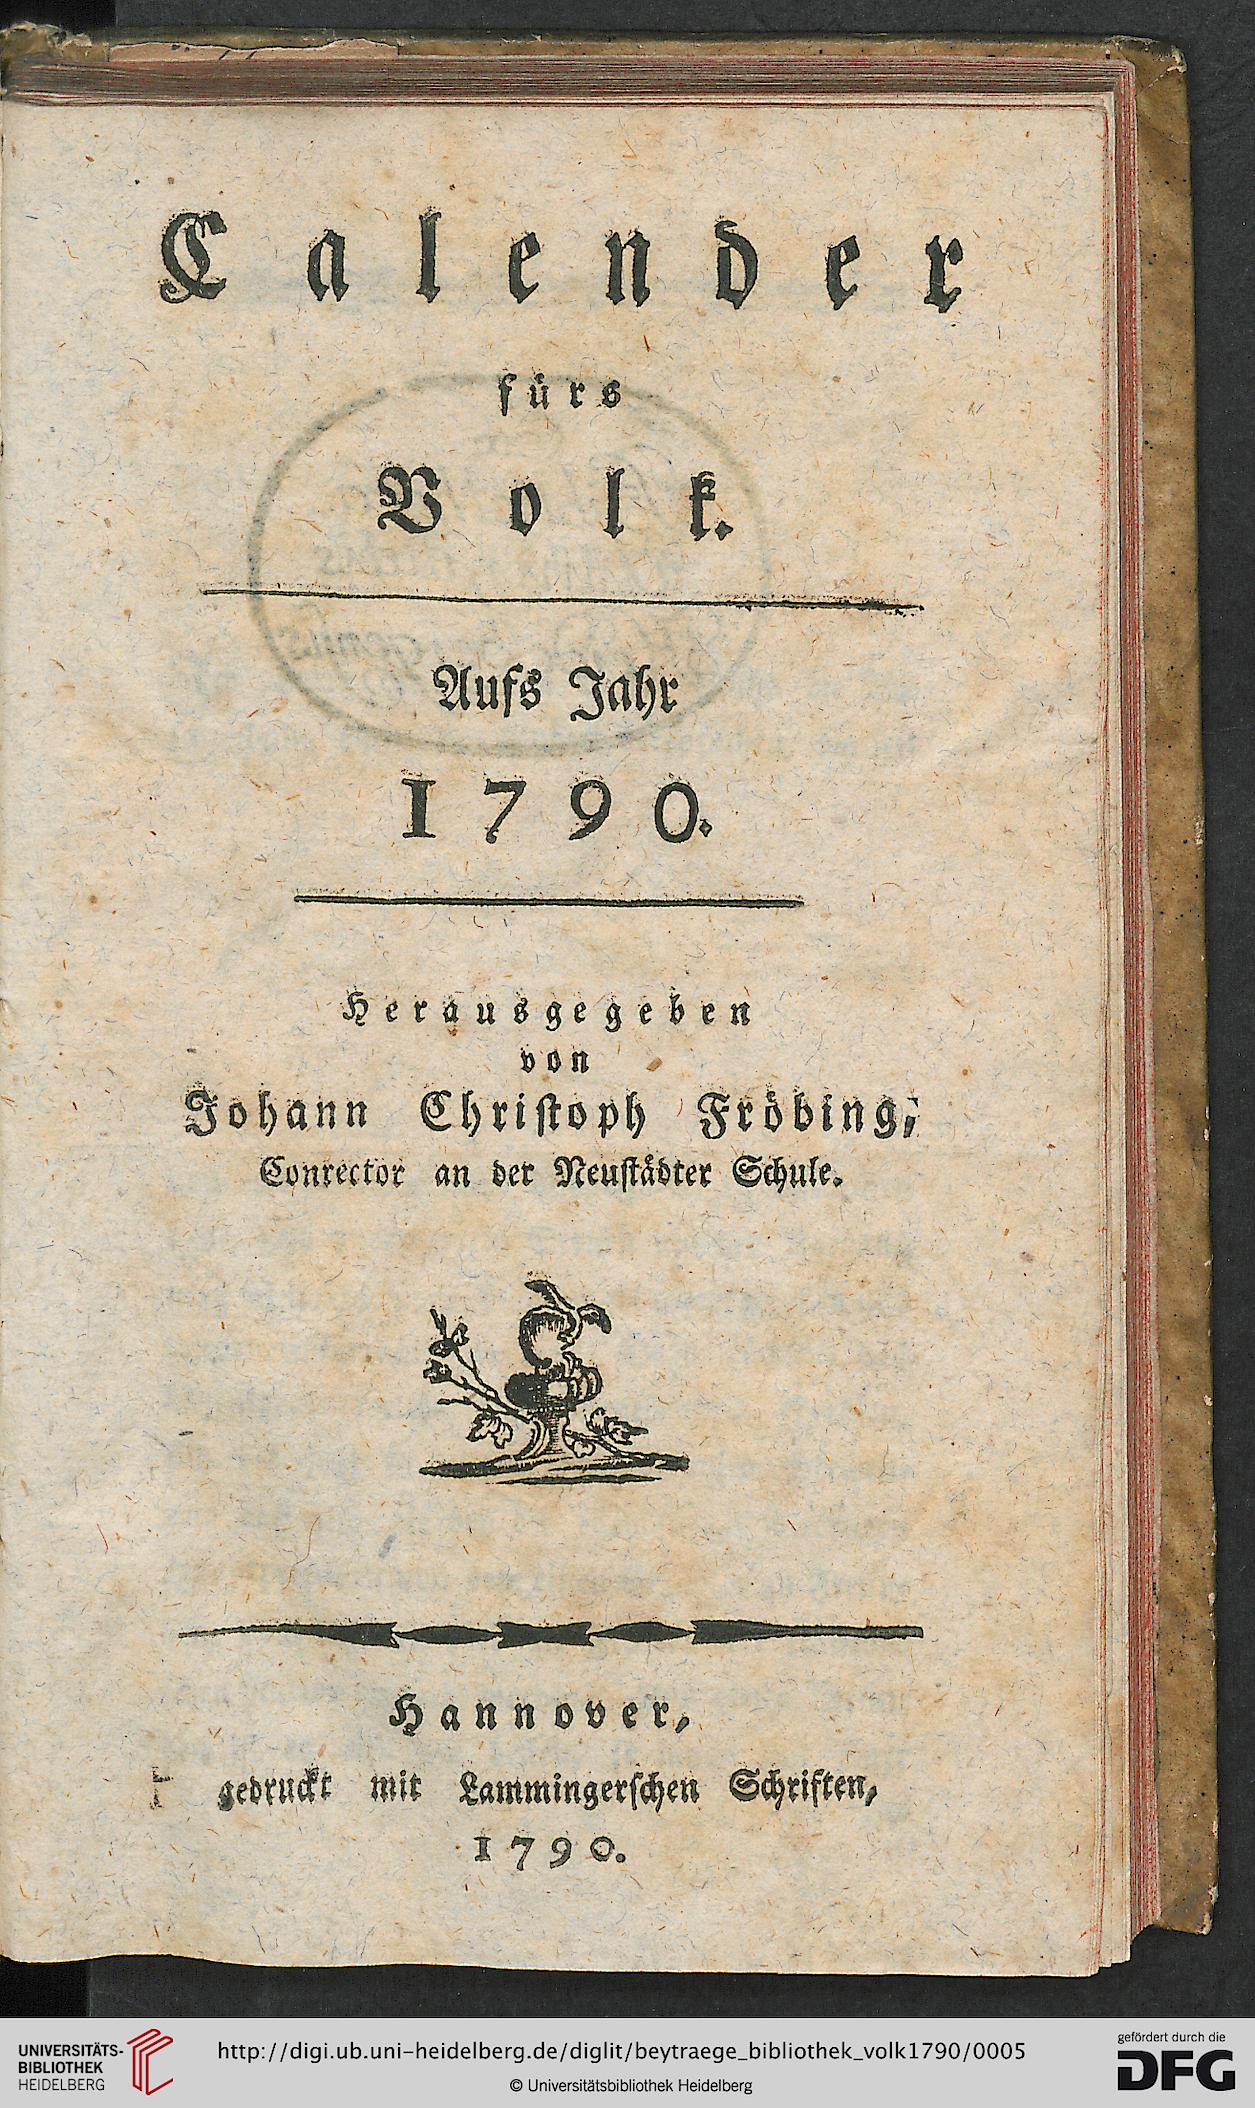 Calender
fürs
Volk.
Aufs Jahr
1790.
Herausgegeben
von
Johann Christoph Fröbing,
Conrector an der Neustädter Schule.
Hannover,
gedruckt mit Lammingerschen Schriften,
1790.
UNIVERSITÄTS-
BIBLIOTHEK
HEIDELBERG
http://digi.ub.uni-heidelberg.de/diglit/beytraege_bibliothek_volk1790/0005
© Universitätsbibliothek Heidelberg
gefördert durch die
DFG